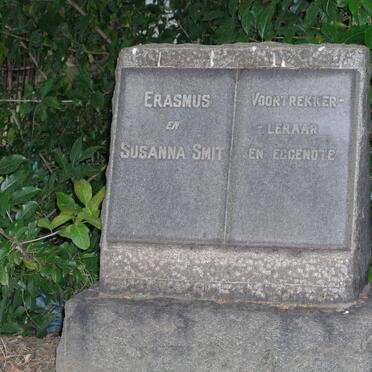 ERASMUS
EN
SUSANNA SMIT
VOORTREKKER-
-LERAAR
EN EGGENOTE